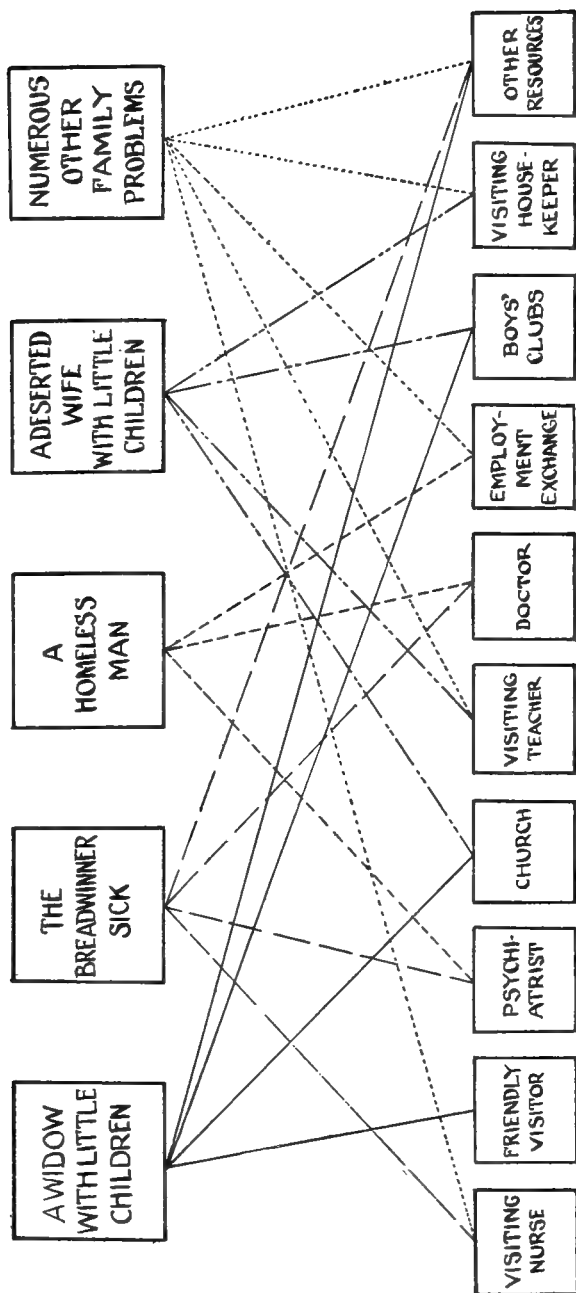 A WIDOW
WITH LITTLE
CHILDREN
THE
BREADWINNER
SICK
A
HOMELESS
MAN
A DESERTED
WIFE
WITH LITTLE
CHILDREN
NUMEROUS
OTHER
FAMILY
PROBLEMS
VISITING
NURSE
FRIENDLY
VISITOR
PSYCHI-
ATRIST
CHURCH
VISITING
TEACHER
DOCTOR
EMPLOY-
MENT
EXCHANGE
BOYS'
CLUBS
VISITING
HOUSE-
KEEPER
OTHER
RESOURCES